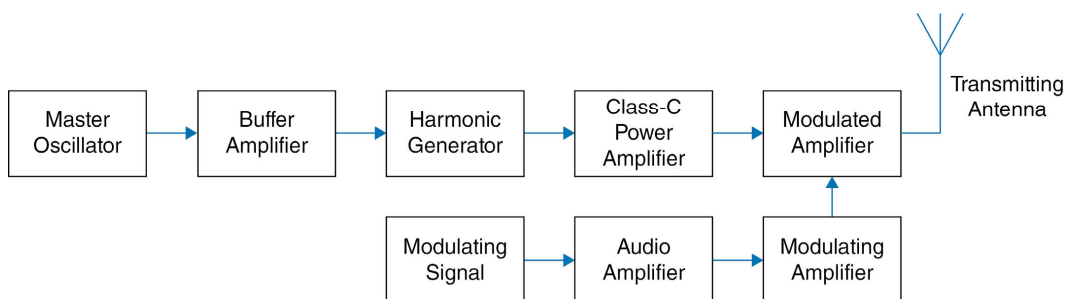 Master
Oscillator
Buffer
Amplifier
Harmonic
Generator
Class-C
Power
Amplifier
Modulated
Amplifier
Transmitting
Antenna
Modulating
Signal
Audio
Amplifier
Modulating
Amplifier